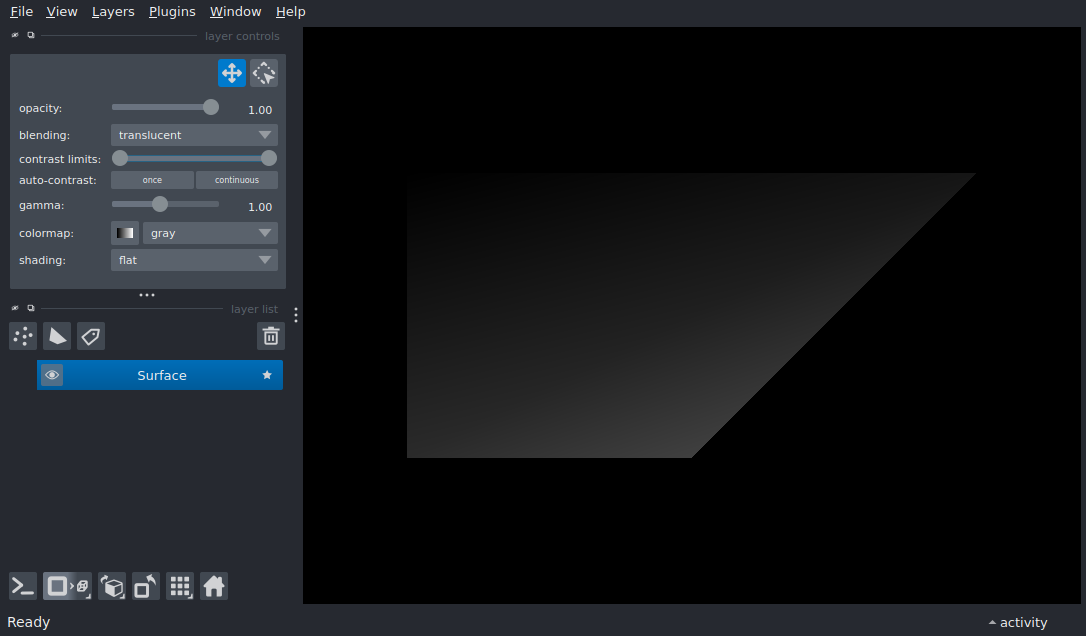 File View Layers Plugins Window Help
layer controls
opacity: 1.00
blending: translucent
contrast limits:
auto-contrast: once continuous
gamma: 1.00
colormap: gray
shading: flat
layer list
Surface
Ready activity